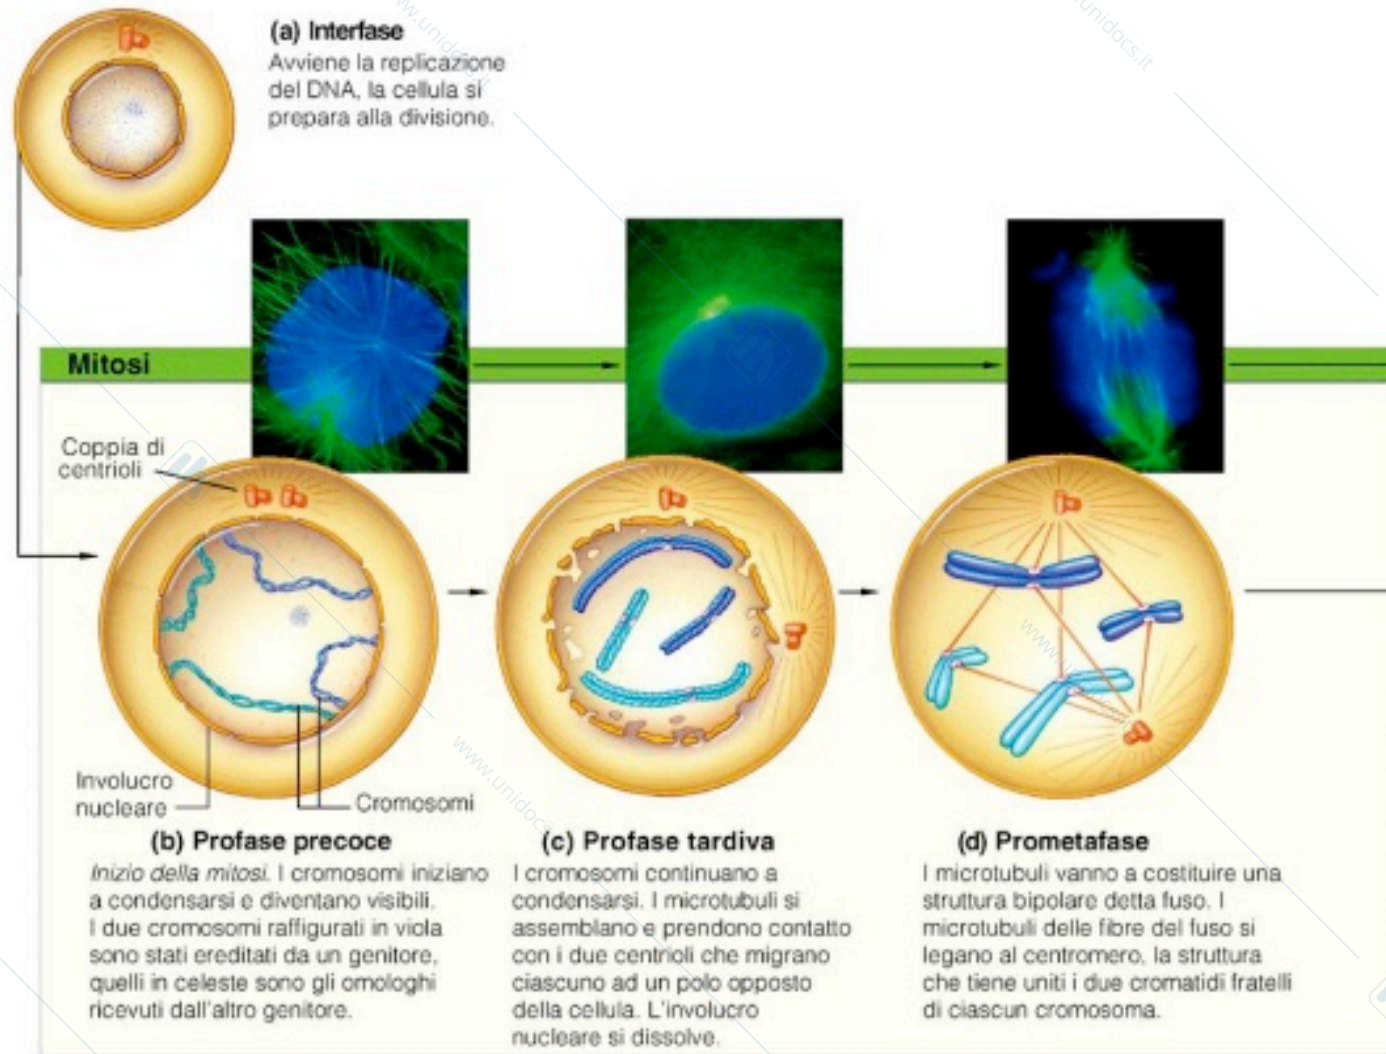 (a) Interfase
Avviene la replicazione
del DNA, la cellula si
prepara alla divisione.
Mitosi
Coppia di
centrioli
Involucro
nucleare
Cromosomi
(b) Profase precoce
Inizio della mitosi. I cromosomi iniziano
a condensarsi e diventano visibili.
I due cromosomi raffigurati in viola
sono stati ereditati da un genitore,
quelli in celeste sono gli omologhi
ricevuti dall'altro genitore.
(c) Profase tardiva
I cromosomi continuano a
condensarsi. I microtubuli si
assemblano e prendono contatto
con i due centrioli che migrano
ciascuno ad un polo opposto
della cellula. L'involucro
nucleare si dissolve.
(d) Prometafase
I microtubuli vanno a costituire una
struttura bipolare detta fuso. I
microtubuli delle fibre del fuso si
legano al centromero, la struttura
che tiene uniti i due cromatidi fratelli
di ciascun cromosoma.